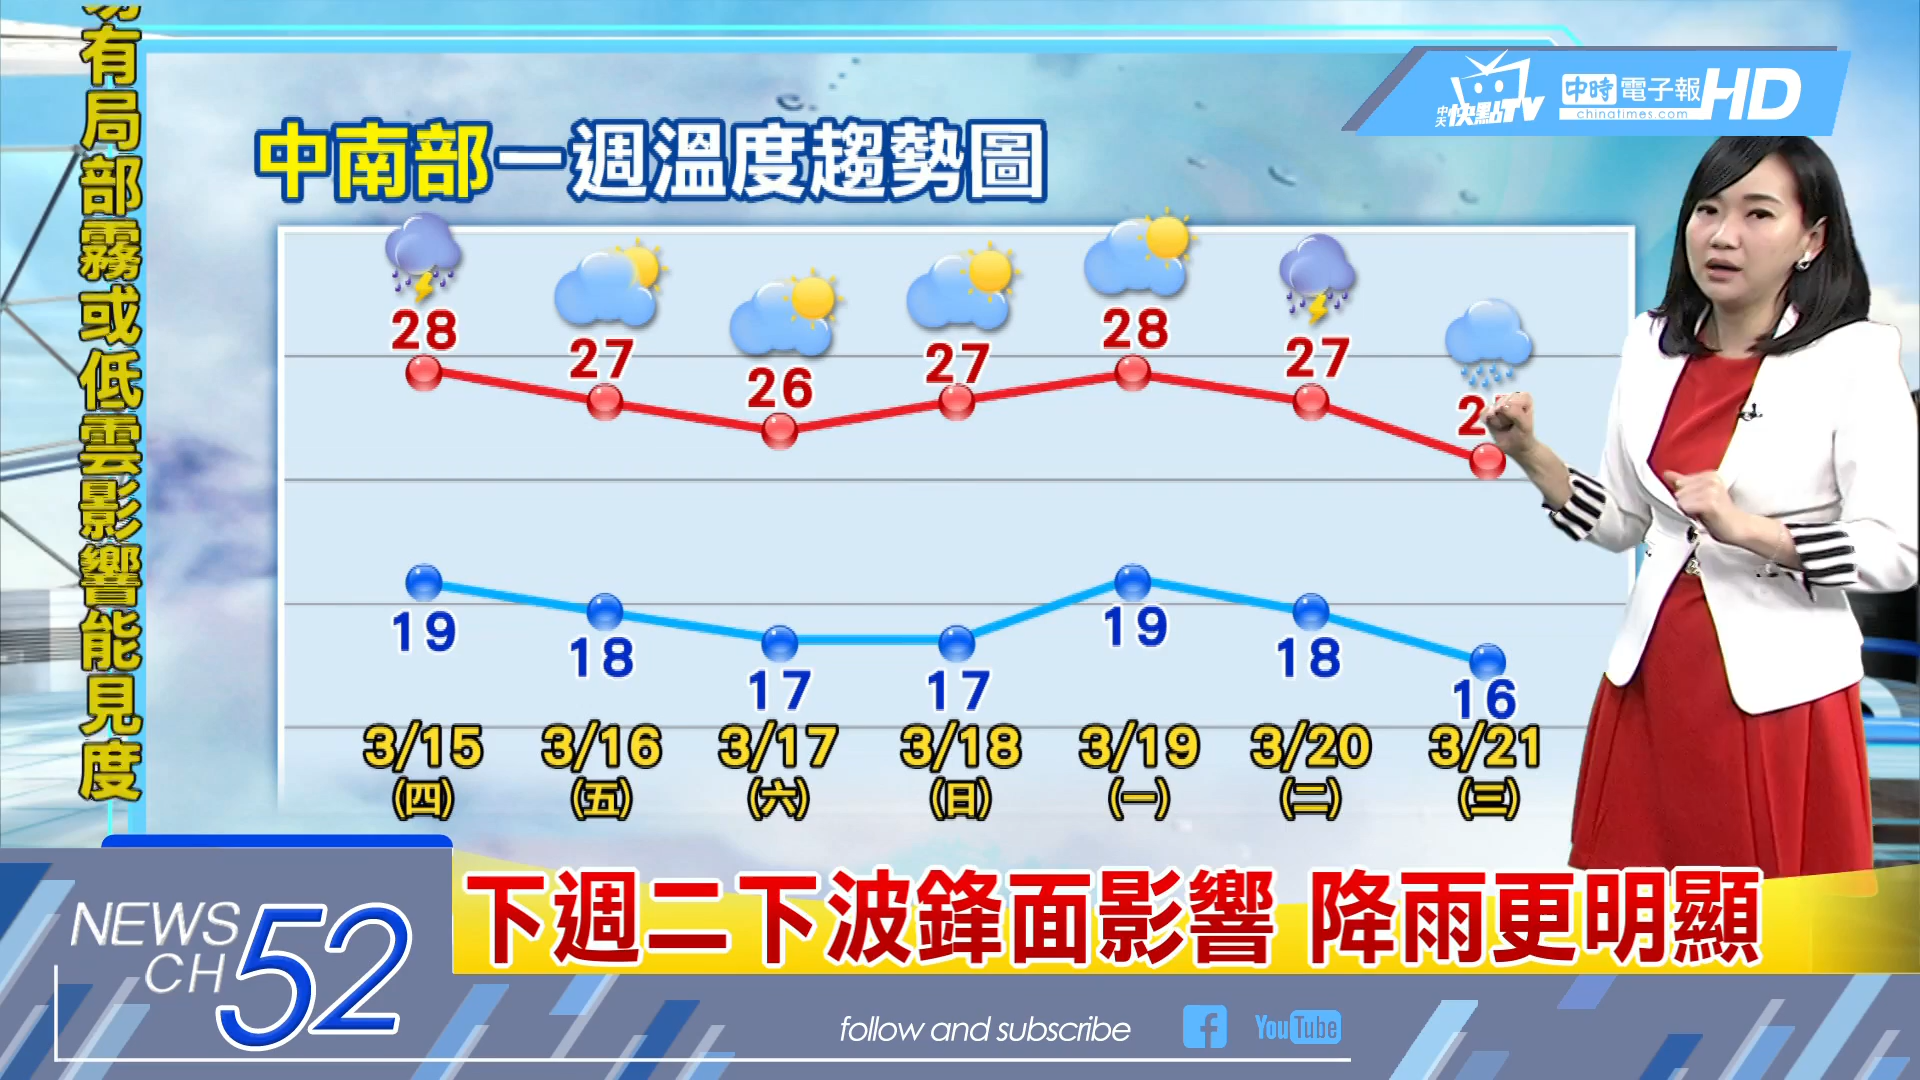 有局部霧或低雲影響能見度
中天快點TV 中時電子報 HD
chinatimes.com
中南部一週溫度趨勢圖
28 27 26 27 28 27
19 18 17 17 19 18 16
3/15 3/16 3/17 3/18 3/19 3/20 3/21
(四) (五) (六) (日) (一) (二) (三)
下週二下波鋒面影響 降雨更明顯
NEWS
CH 52
follow and subscribe
YouTube